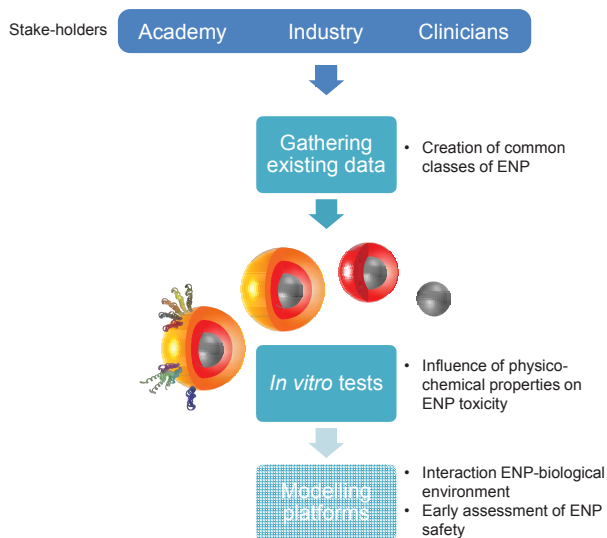 Stake-holders Academy Industry Clinicians
Gathering
existing data
• Creation of common
classes of ENP
In vitro tests
• Influence of physico-
chemical properties on
ENP toxicity
Modelling
platforms
• Interaction ENP-biological
environment
• Early assessment of ENP
safety